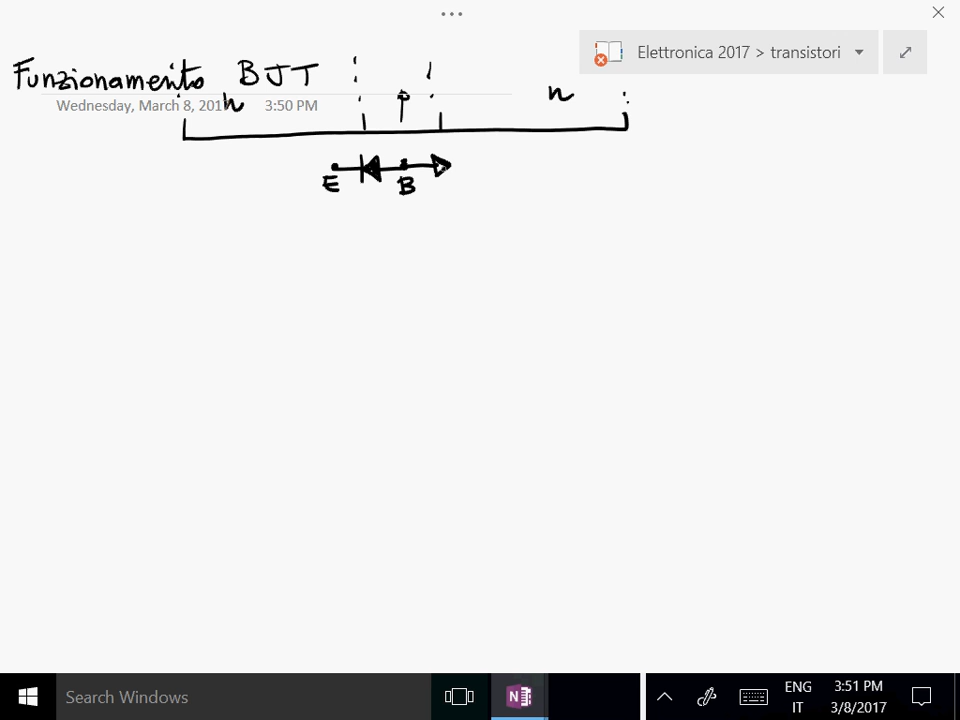 Elettronica 2017 > transistori
Funzionamento BJT
n p n
Wednesday, March 8, 2017 3:50 PM
E B
Search Windows
N
ENG
IT
3:51 PM
3/8/2017